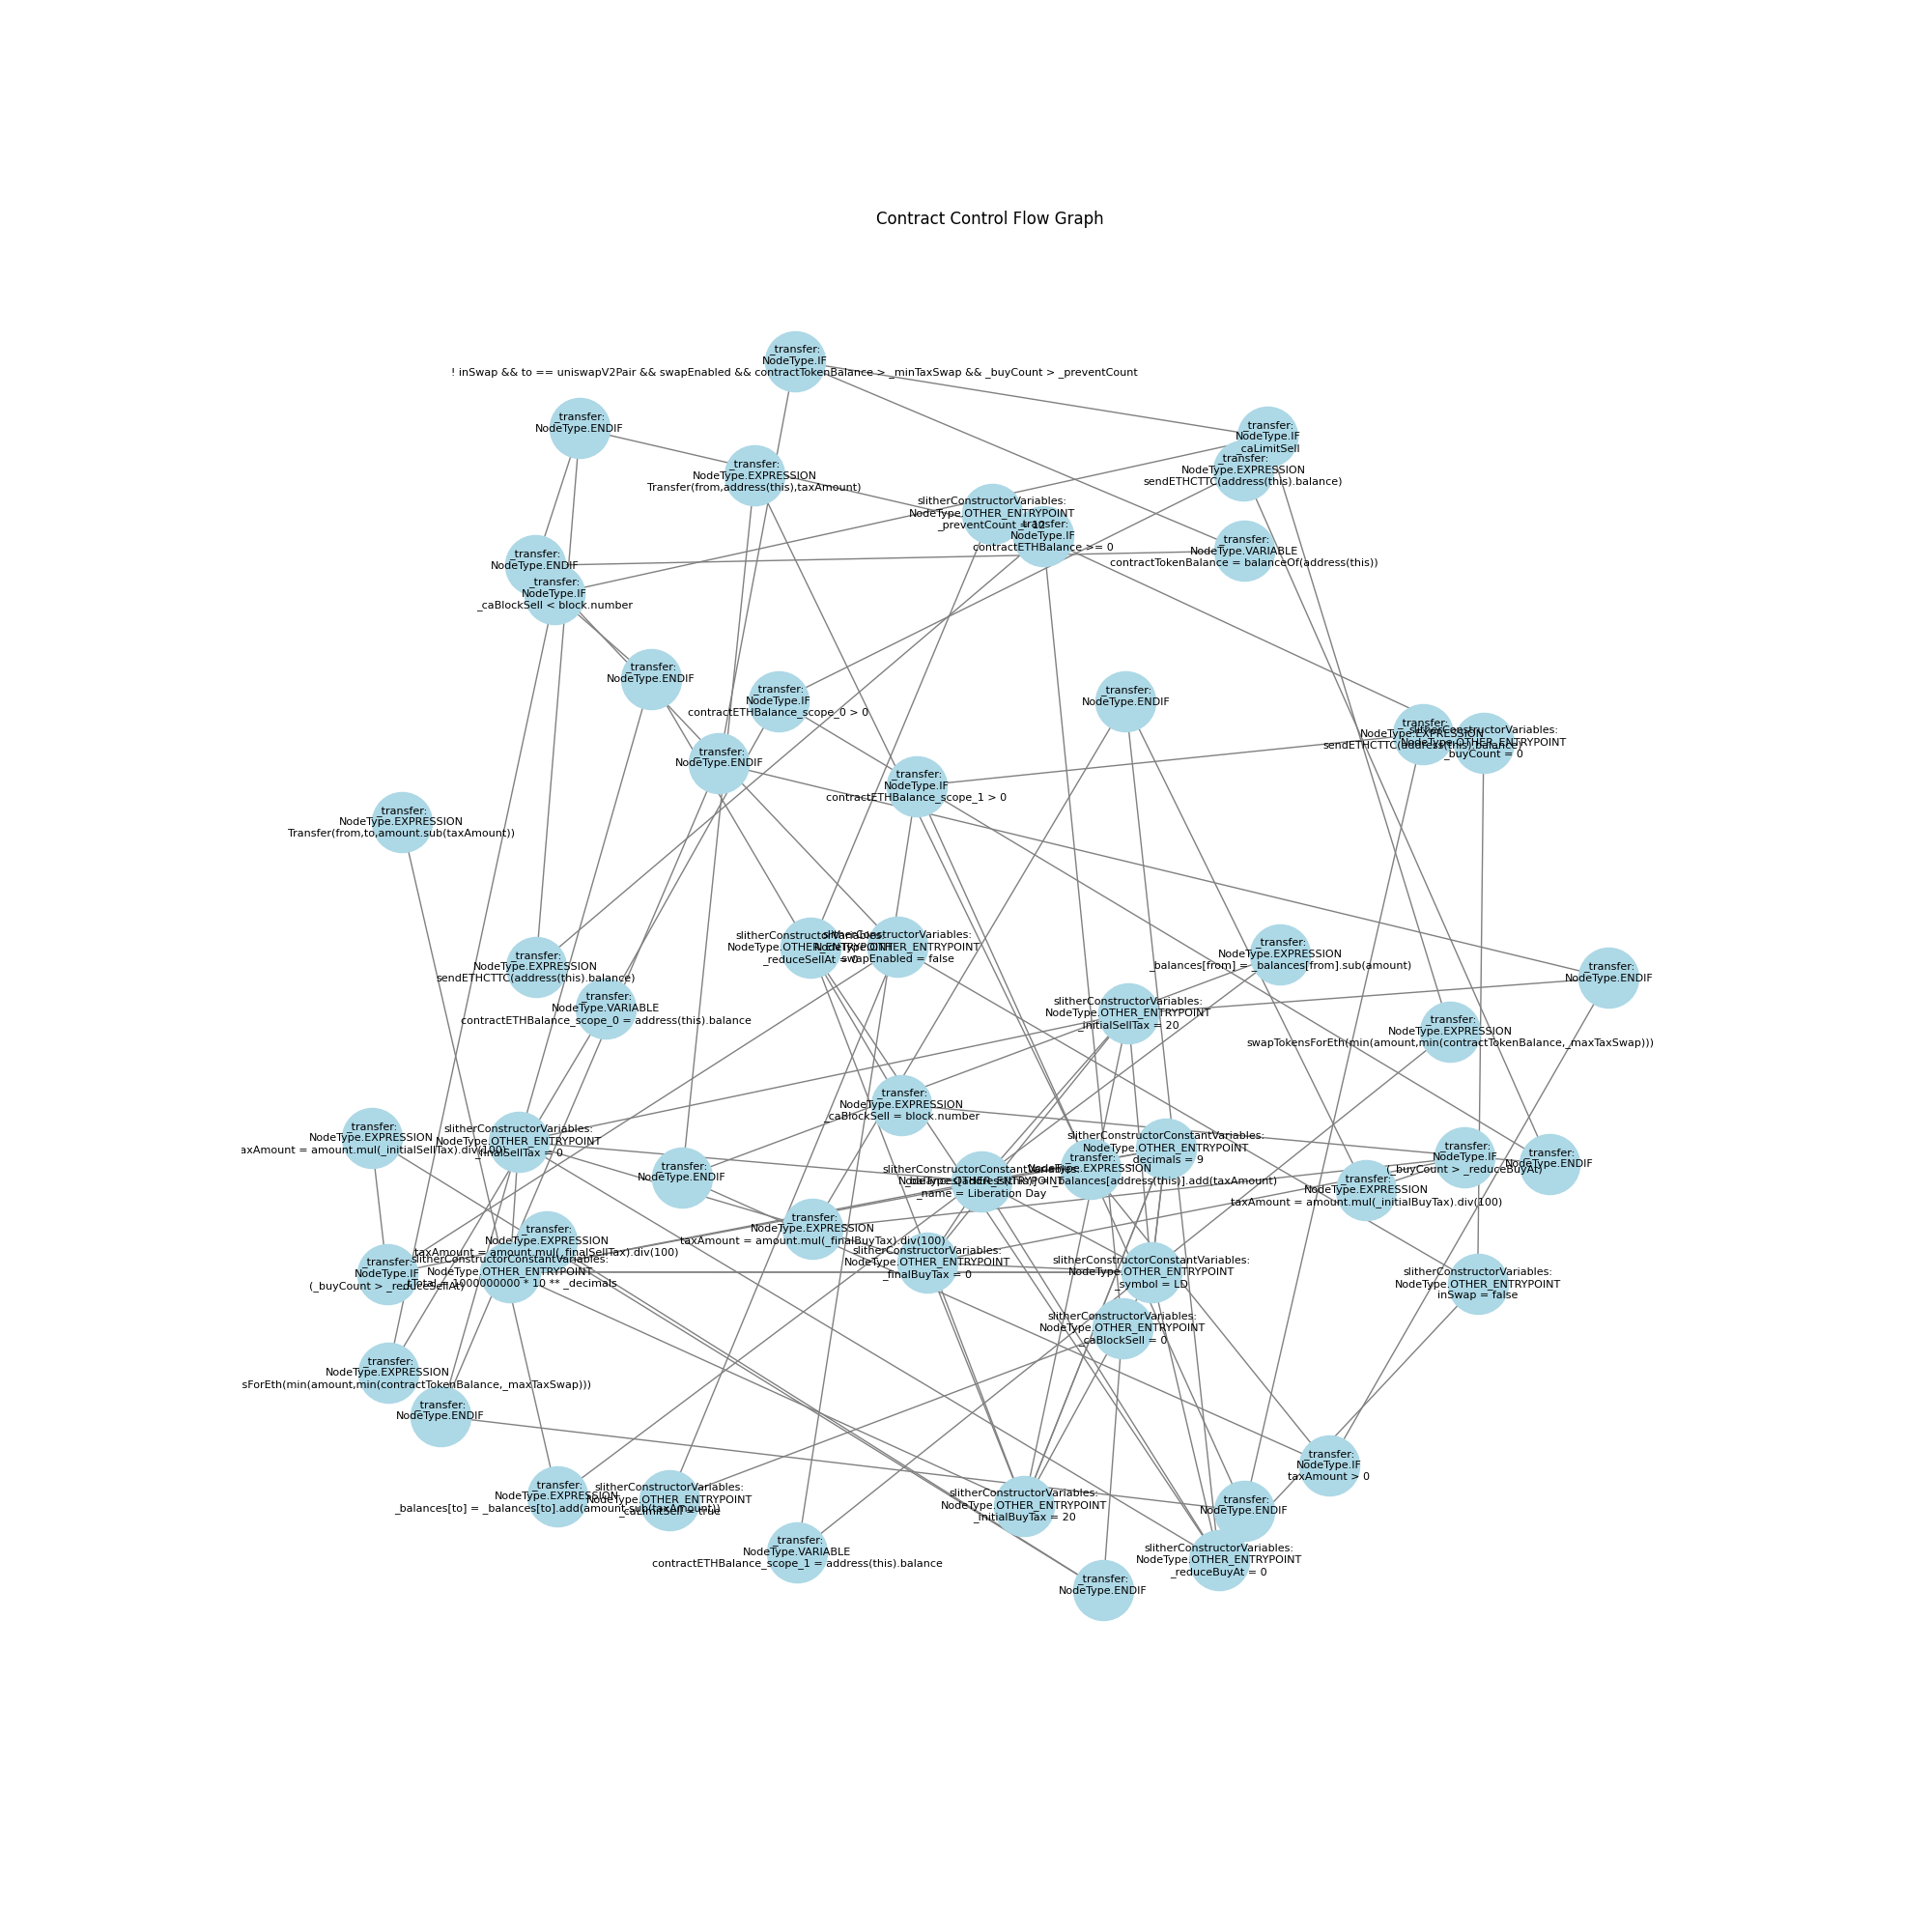 Contract Control Flow Graph
_transfer:
NodeType.IF
! inSwap && to == uniswapV2Pair && swapEnabled && contractTokenBalance > _minTaxSwap && _buyCount > _preventCount
_transfer:
NodeType.ENDIF
_transfer:
NodeType.IF
_caLimitSell
_transfer:
NodeType.EXPRESSION
sendETHCTTC(address(this).balance)
_transfer:
NodeType.EXPRESSION
Transfer(from,address(this),taxAmount)
slitherConstructorVariables:
NodeType.OTHER_ENTRYPOINT
_preventCount = 12
_transfer:
NodeType.IF
contractETHBalance >= 0
_transfer:
NodeType.VARIABLE
contractTokenBalance = balanceOf(address(this))
_transfer:
NodeType.ENDIF
_transfer:
NodeType.IF
_caBlockSell < block.number
_transfer:
NodeType.ENDIF
_transfer:
NodeType.IF
contractETHBalance_scope_0 > 0
_transfer:
NodeType.ENDIF
_transfer:
NodeType.EXPRESSION
sendETHCTTC(address(this).balance)
slitherConstructorVariables:
NodeType.OTHER_ENTRYPOINT
_buyCount = 0
_transfer:
NodeType.ENDIF
_transfer:
NodeType.IF
contractETHBalance_scope_1 > 0
_transfer:
NodeType.EXPRESSION
Transfer(from,to,amount.sub(taxAmount))
slitherConstructorVariables:
NodeType.OTHER_ENTRYPOINT
_reduceSellAt = 0
slitherConstructorVariables:
NodeType.OTHER_ENTRYPOINT
swapEnabled = false
_transfer:
NodeType.EXPRESSION
_balances[from] = _balances[from].sub(amount)
_transfer:
NodeType.EXPRESSION
sendETHCTTC(address(this).balance)
_transfer:
NodeType.ENDIF
_transfer:
NodeType.VARIABLE
contractETHBalance_scope_0 = address(this).balance
slitherConstructorVariables:
NodeType.OTHER_ENTRYPOINT
_initialSellTax = 20
_transfer:
NodeType.EXPRESSION
swapTokensForEth(min(amount,min(contractTokenBalance,_maxTaxSwap)))
_transfer:
NodeType.EXPRESSION
_caBlockSell = block.number
_transfer:
NodeType.EXPRESSION
axAmount = amount.mul(_initialSellTax).div(100)
slitherConstructorVariables:
NodeType.OTHER_ENTRYPOINT
_finalSellTax = 0
_transfer:
NodeType.ENDIF
slitherConstructorConstantVariables:
NodeType.OTHER_ENTRYPOINT
_decimals = 9
_transfer:
NodeType.EXPRESSION
_balances[address(this)] = _balances[address(this)].add(taxAmount)
slitherConstructorConstantVariables:
NodeType.OTHER_ENTRYPOINT
_name = Liberation Day
_transfer:
NodeType.IF
(_buyCount > _reduceBuyAt)
_transfer:
NodeType.ENDIF
_transfer:
NodeType.EXPRESSION
taxAmount = amount.mul(_initialBuyTax).div(100)
_transfer:
NodeType.EXPRESSION
taxAmount = amount.mul(_finalBuyTax).div(100)
_transfer:
NodeType.EXPRESSION
taxAmount = amount.mul(_finalSellTax).div(100)
slitherConstructorConstantVariables:
NodeType.OTHER_ENTRYPOINT
_tTotal = 1000000000 * 10 ** _decimals
_transfer:
NodeType.IF
(_buyCount > _reduceSellAt)
slitherConstructorVariables:
NodeType.OTHER_ENTRYPOINT
_finalBuyTax = 0
slitherConstructorConstantVariables:
NodeType.OTHER_ENTRYPOINT
_symbol = LD
slitherConstructorVariables:
NodeType.OTHER_ENTRYPOINT
inSwap = false
slitherConstructorVariables:
NodeType.OTHER_ENTRYPOINT
_caBlockSell = 0
_transfer:
NodeType.EXPRESSION
sForEth(min(amount,min(contractTokenBalance,_maxTaxSwap)))
_transfer:
NodeType.ENDIF
_transfer:
NodeType.IF
taxAmount > 0
_transfer:
NodeType.EXPRESSION
_balances[to] = _balances[to].add(amount.sub(taxAmount))
slitherConstructorVariables:
NodeType.OTHER_ENTRYPOINT
_caLimitSell = true
slitherConstructorVariables:
NodeType.OTHER_ENTRYPOINT
_initialBuyTax = 20
_transfer:
NodeType.ENDIF
_transfer:
NodeType.VARIABLE
contractETHBalance_scope_1 = address(this).balance
slitherConstructorVariables:
NodeType.OTHER_ENTRYPOINT
_reduceBuyAt = 0
_transfer:
NodeType.ENDIF